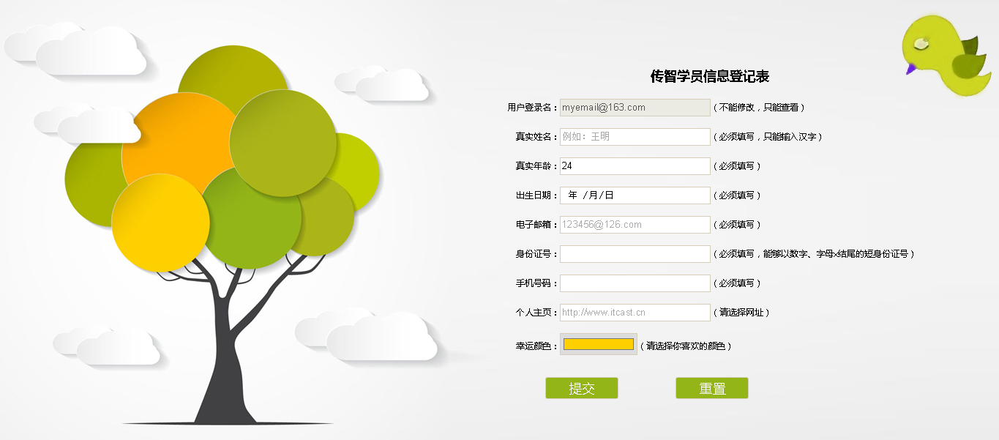 传智学员信息登记表
用户登录名： myemail@163.com （不能修改，只能查看）
真实姓名： 例如：王明 （必须填写，只能输入汉字）
真实年龄： 24 （必须填写）
出生日期： 年 /月/日 （必须填写）
电子邮箱： 123456@126.com （必须填写）
身份证号： （必须填写，能够以数字、字母x结尾的短身份证号）
手机号码： （必须填写）
个人主页： http://www.itcast.cn （请选择网址）
幸运颜色： （请选择你喜欢的颜色）
提交 重置